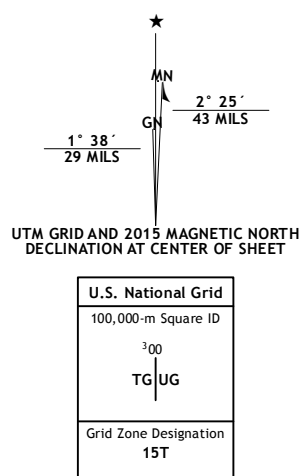 ★
MN
GN
1° 38´
29 MILS
2° 25´
43 MILS
UTM GRID AND 2015 MAGNETIC NORTH
DECLINATION AT CENTER OF SHEET
U.S. National Grid
100,000-m Square ID
³00
TG UG
Grid Zone Designation
15T